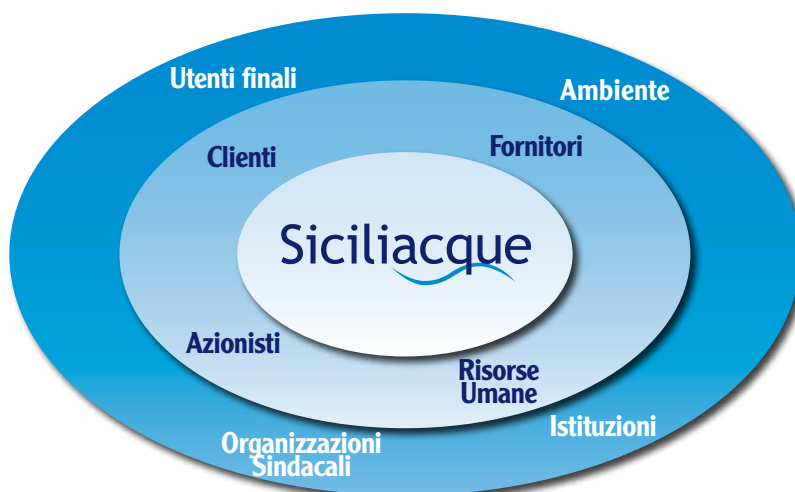 Utenti finali
Ambiente
Clienti
Fornitori
Siciliacque
Azionisti
Risorse
Umane
Istituzioni
Organizzazioni
Sindacali